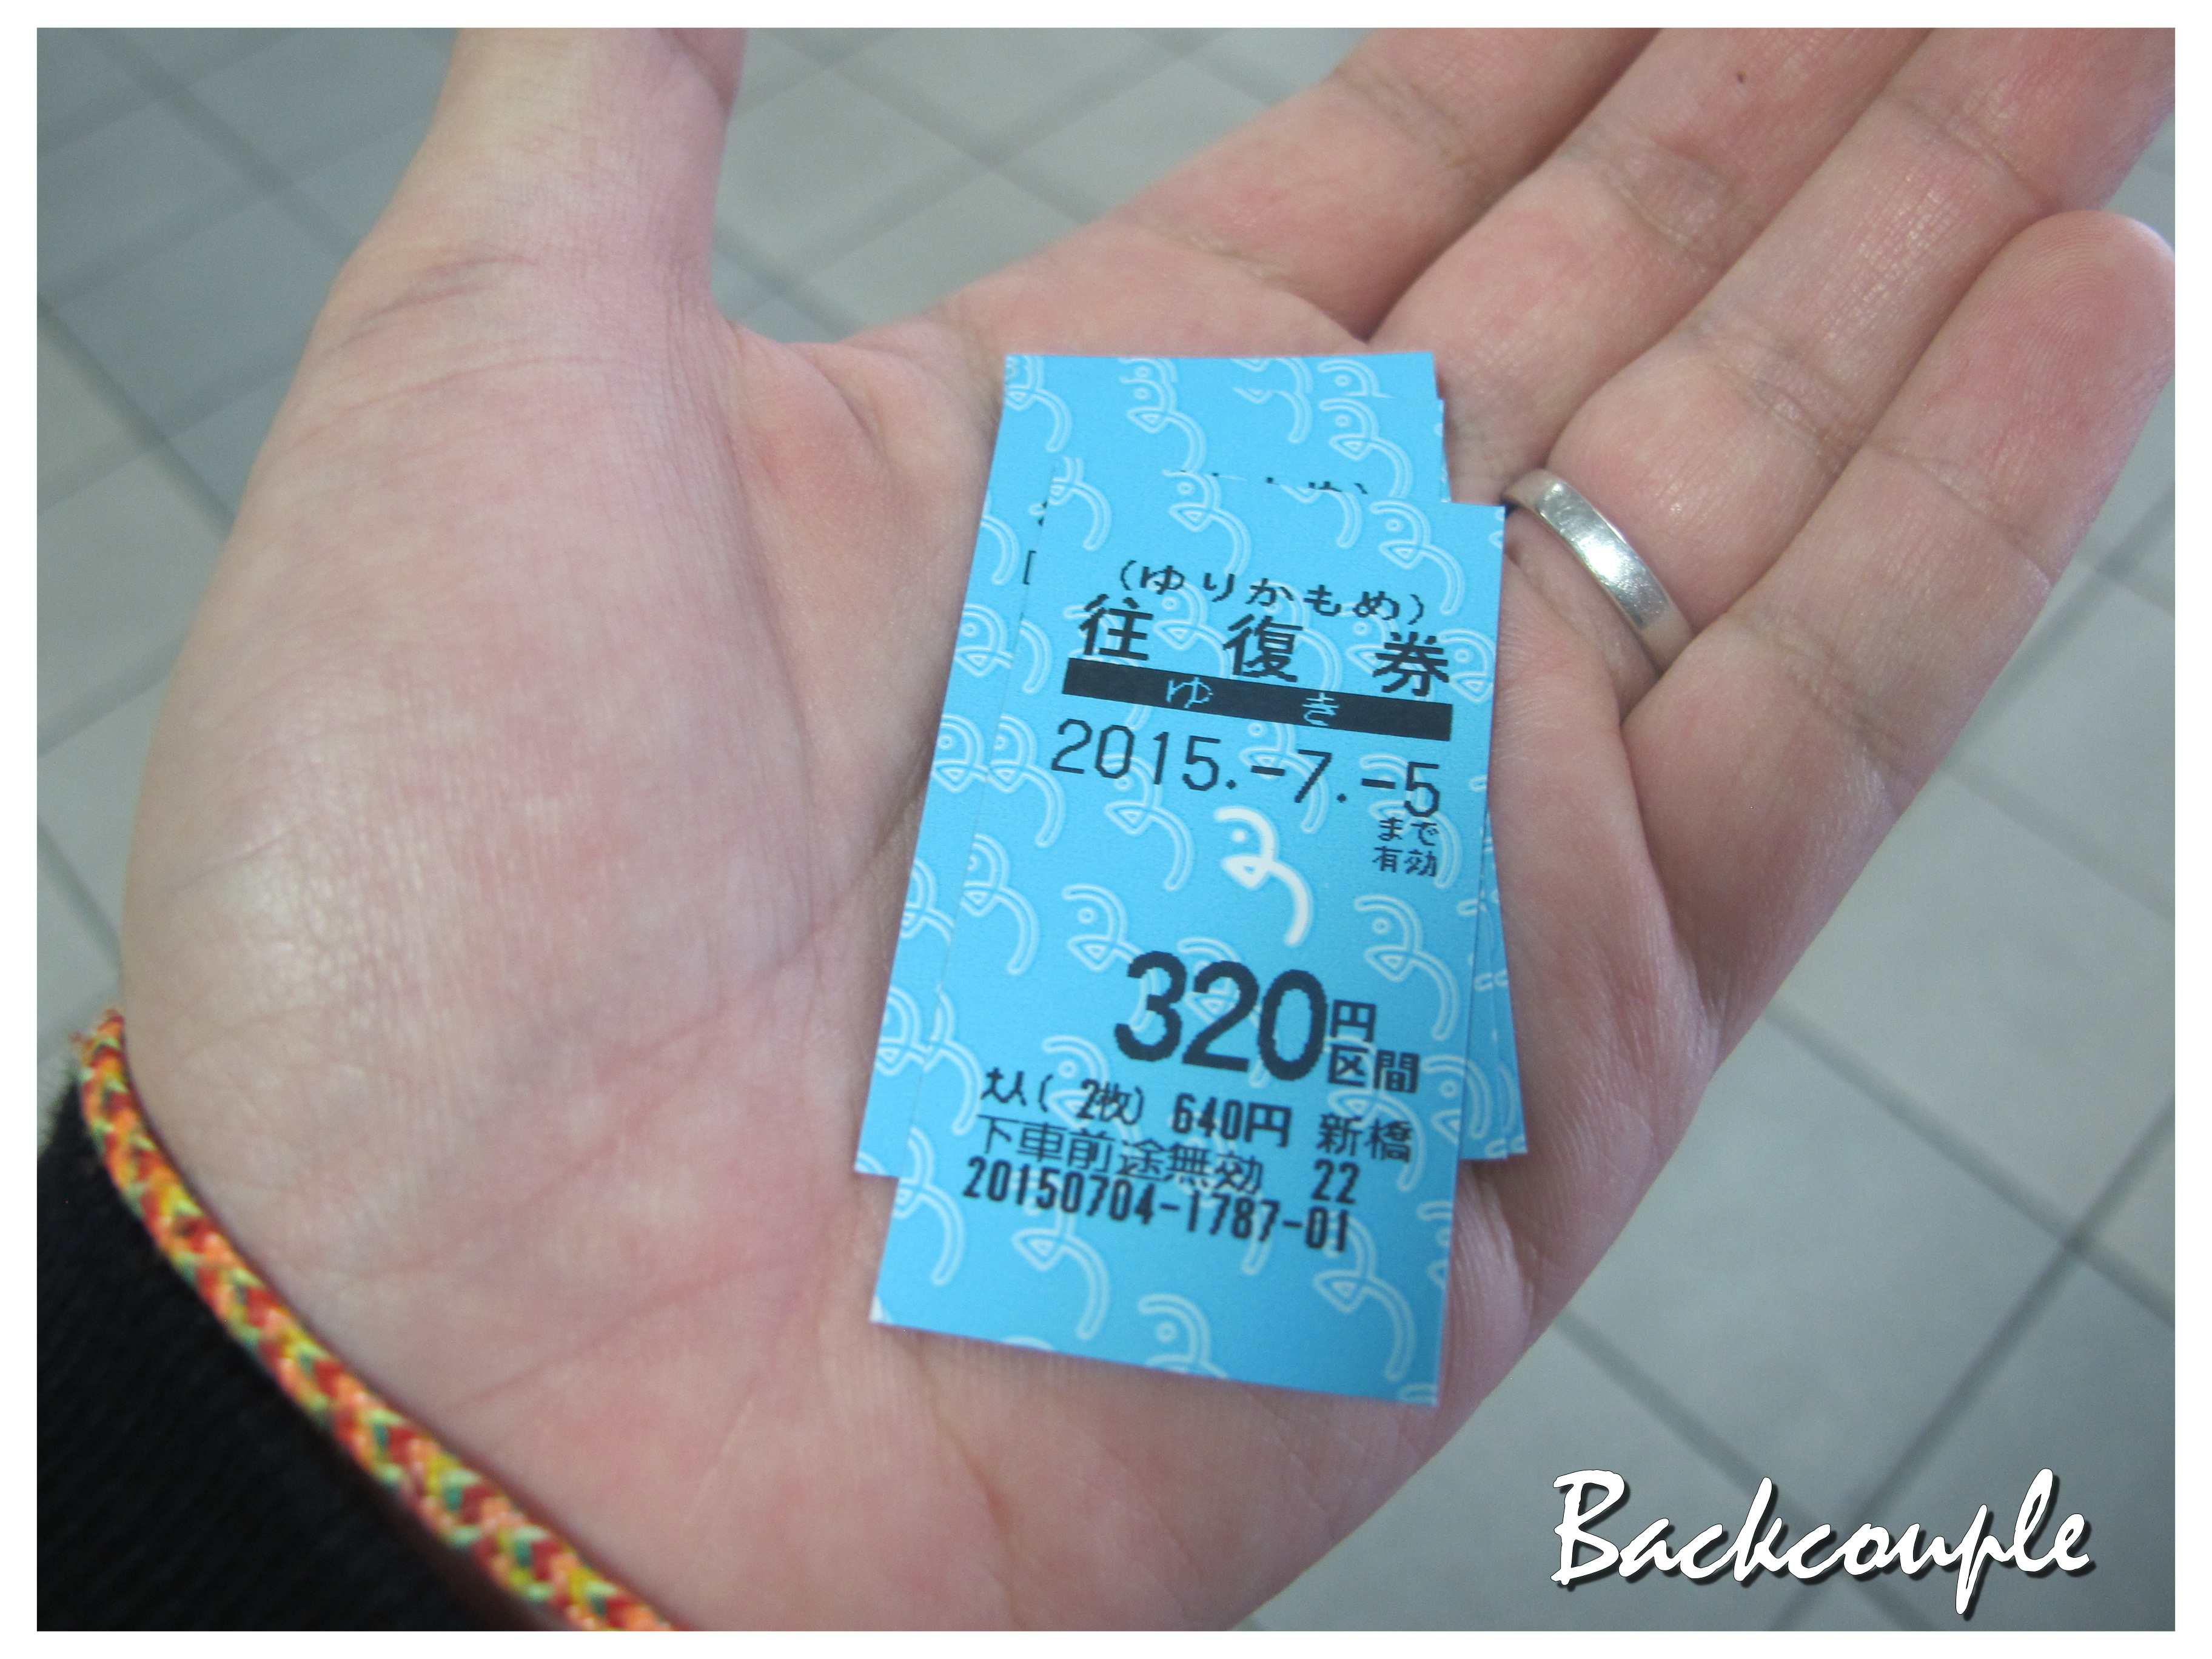 (ゆりかもめ)
往復券
ゆき
2015.-7.-5
まで
有効
320円
区間
大人( 2枚) 640円 新橋
下車前途無効 22
20150704-1787-01
Backcouple